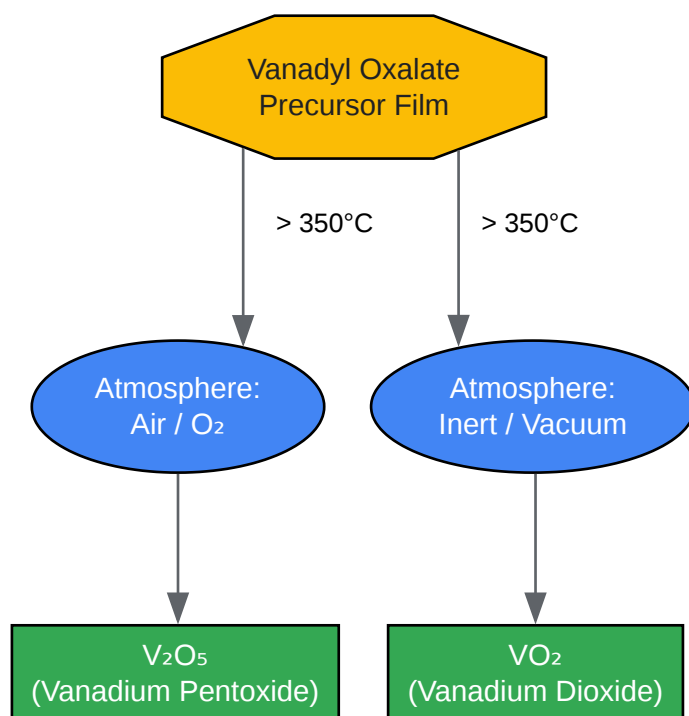 Vanadyl Oxalate
Precursor Film
> 350°C
> 350°C
Atmosphere:
Air / O₂
Atmosphere:
Inert / Vacuum
V₂O₅
(Vanadium Pentoxide)
VO₂
(Vanadium Dioxide)